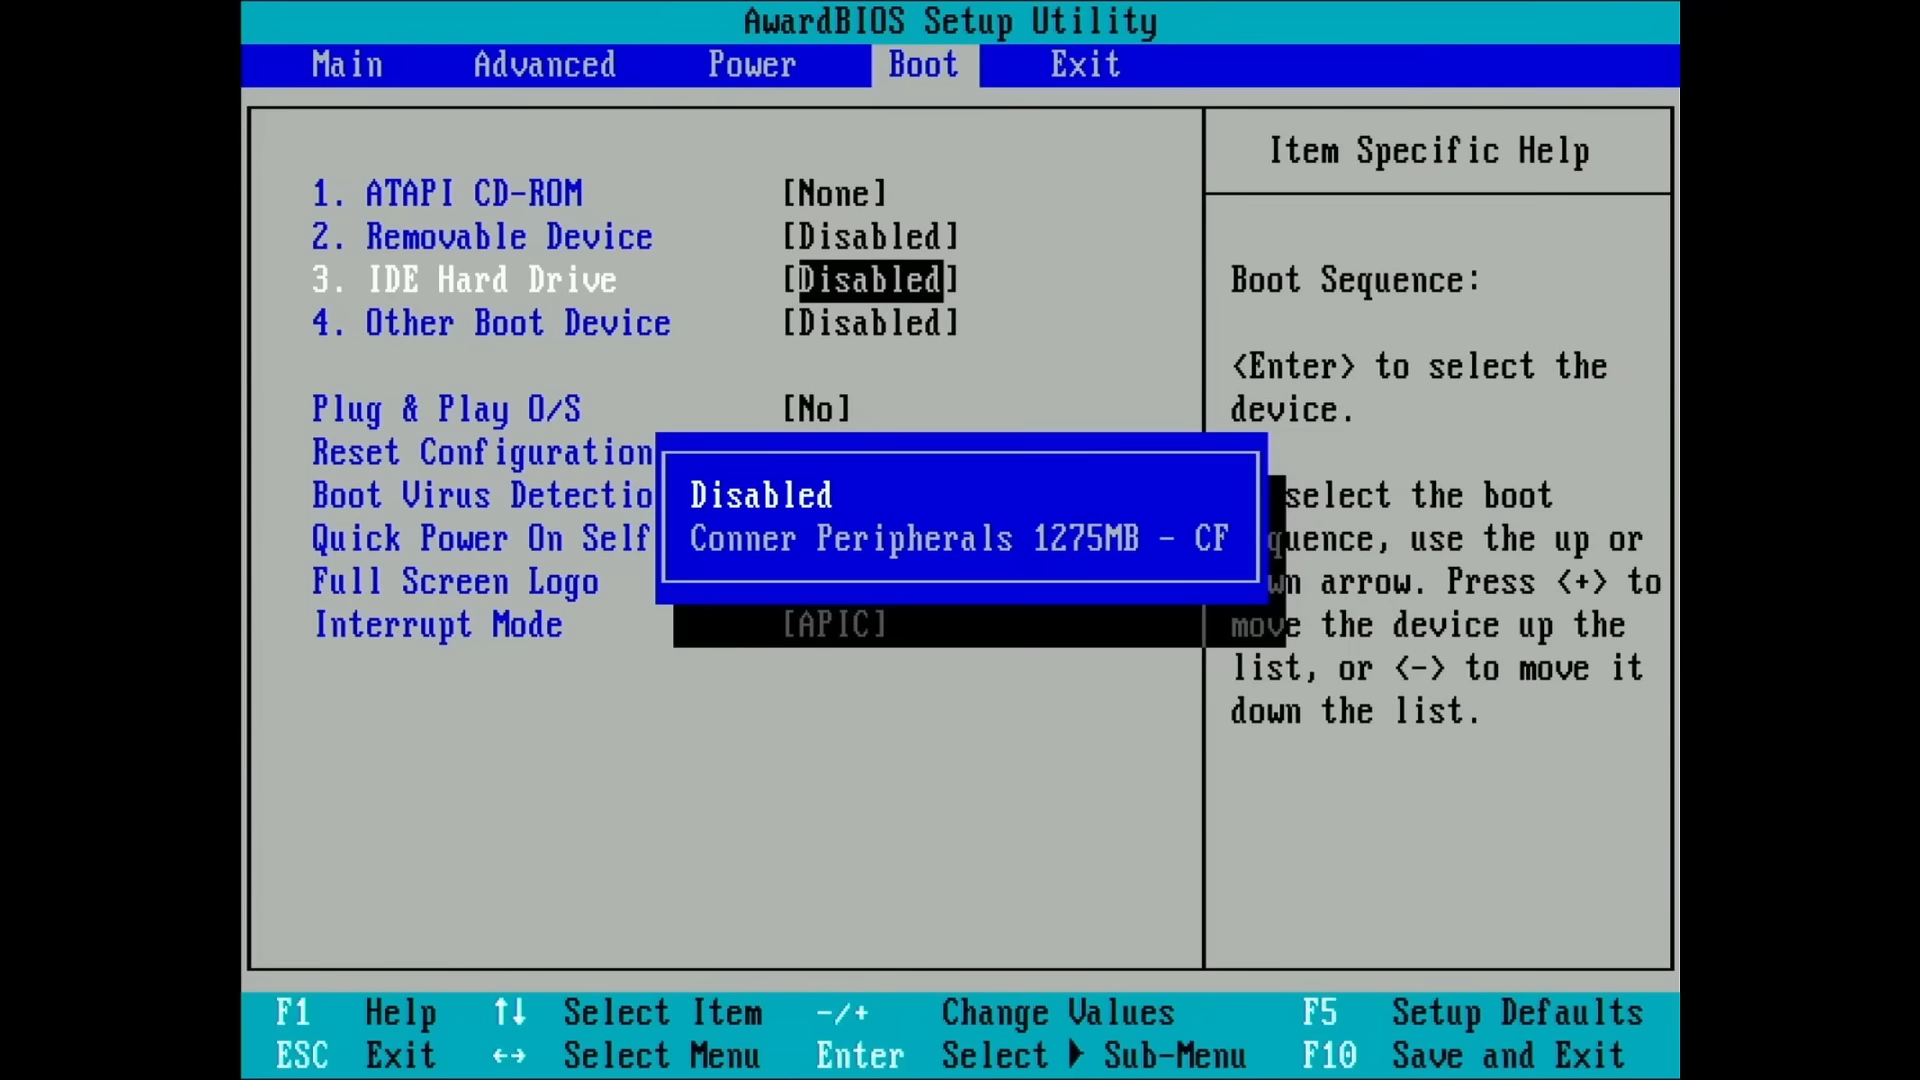 AwardBIOS Setup Utility
Main Advanced Power Boot Exit
Item Specific Help
1. ATAPI CD-ROM [None]
2. Removable Device [Disabled]
3. IDE Hard Drive [Disabled]
4. Other Boot Device [Disabled]
Plug & Play O/S [No]
Reset Configuration
Boot Virus Detectio
Quick Power On Self
Full Screen Logo
Interrupt Mode [APIC]
Disabled
Conner Peripherals 1275MB - CF
Boot Sequence:
<Enter> to select the
device.
select the boot
quence, use the up or
wn arrow. Press <+> to
move the device up the
list, or <-> to move it
down the list.
F1 Help ↑↓ Select Item -/+ Change Values F5 Setup Defaults
ESC Exit ↔ Select Menu Enter Select ▶ Sub-Menu F10 Save and Exit